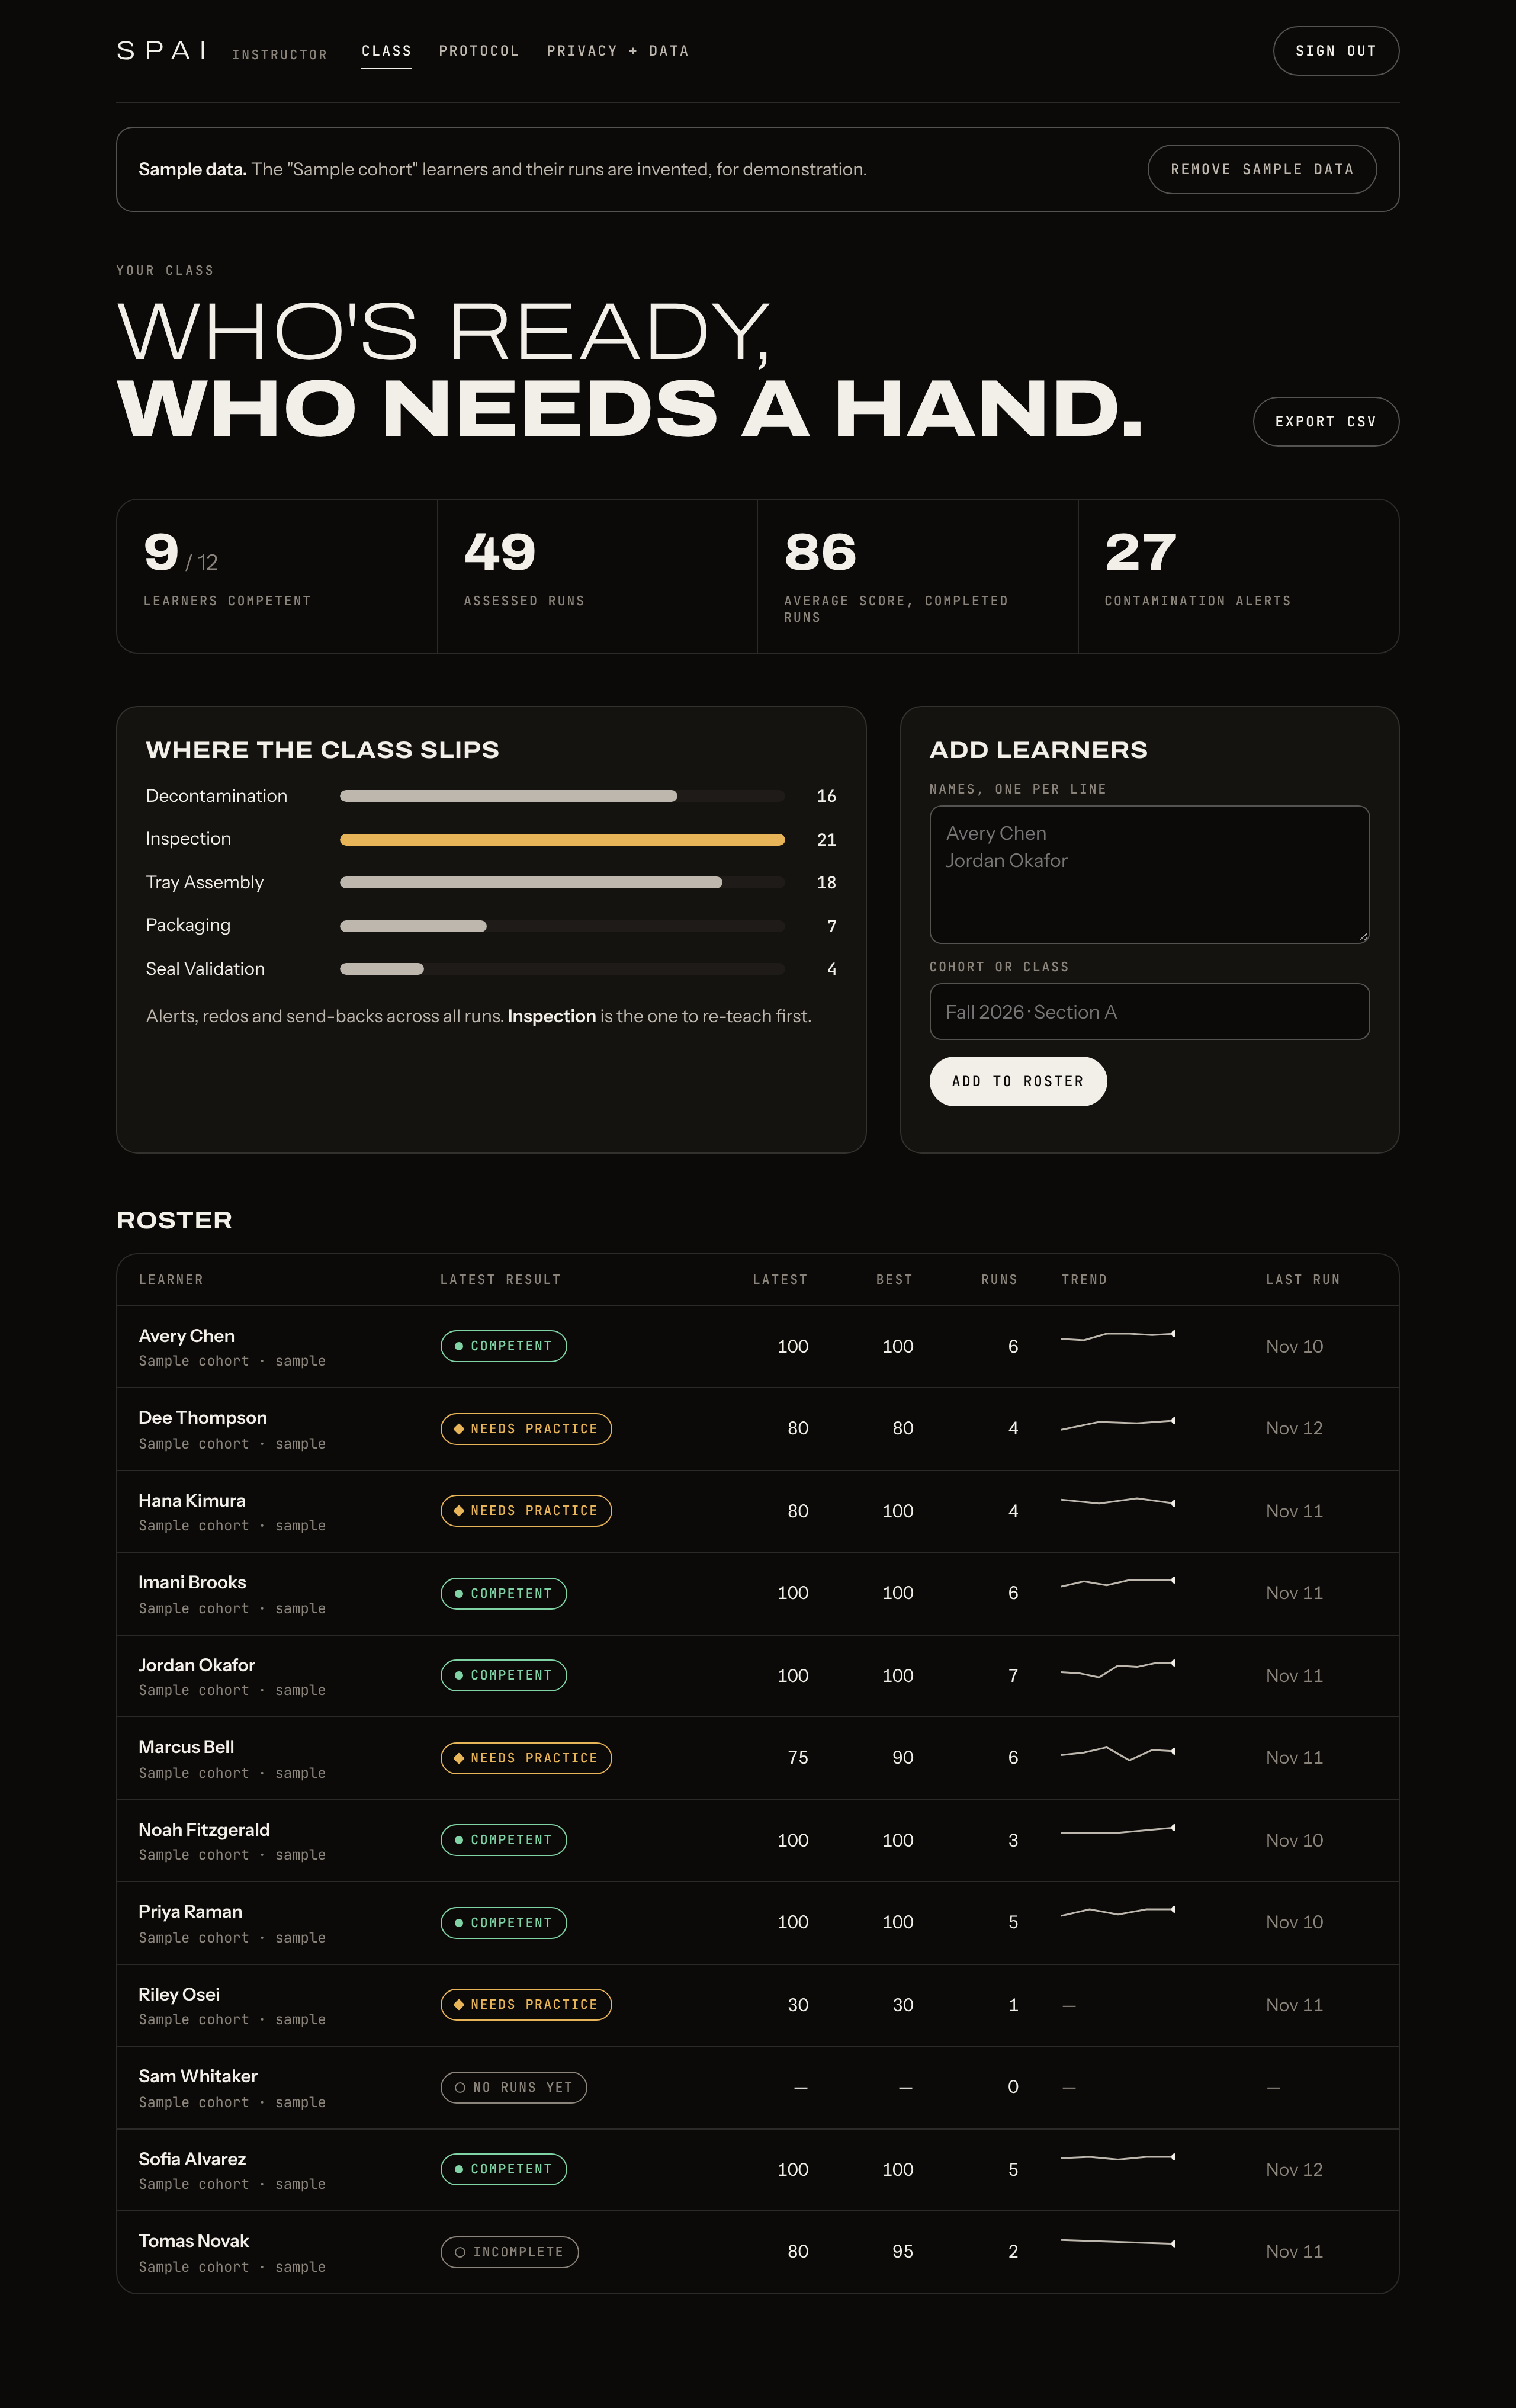 SPAI INSTRUCTOR CLASS PROTOCOL PRIVACY + DATA SIGN OUT
Sample data. The "Sample cohort" learners and their runs are invented, for demonstration. REMOVE SAMPLE DATA
YOUR CLASS
WHO'S READY,
WHO NEEDS A HAND.
EXPORT CSV
9 / 12 49 86 27
LEARNERS COMPETENT ASSESSED RUNS AVERAGE SCORE, COMPLETED RUNS CONTAMINATION ALERTS
WHERE THE CLASS SLIPS
Decontamination 16
Inspection 21
Tray Assembly 18
Packaging 7
Seal Validation 4
Alerts, redos and send-backs across all runs. Inspection is the one to re-teach first.
ADD LEARNERS
NAMES, ONE PER LINE
Avery Chen
Jordan Okafor
COHORT OR CLASS
Fall 2026 · Section A
ADD TO ROSTER
ROSTER
LEARNER LATEST RESULT LATEST BEST RUNS TREND LAST RUN
Avery Chen COMPETENT 100 100 6 Nov 10
Sample cohort · sample
Dee Thompson NEEDS PRACTICE 80 80 4 Nov 12
Sample cohort · sample
Hana Kimura NEEDS PRACTICE 80 100 4 Nov 11
Sample cohort · sample
Imani Brooks COMPETENT 100 100 6 Nov 11
Sample cohort · sample
Jordan Okafor COMPETENT 100 100 7 Nov 11
Sample cohort · sample
Marcus Bell NEEDS PRACTICE 75 90 6 Nov 11
Sample cohort · sample
Noah Fitzgerald COMPETENT 100 100 3 Nov 10
Sample cohort · sample
Priya Raman COMPETENT 100 100 5 Nov 10
Sample cohort · sample
Riley Osei NEEDS PRACTICE 30 30 1 — Nov 11
Sample cohort · sample
Sam Whitaker NO RUNS YET — — 0 — —
Sample cohort · sample
Sofia Alvarez COMPETENT 100 100 5 Nov 12
Sample cohort · sample
Tomas Novak INCOMPLETE 80 95 2 Nov 11
Sample cohort · sample